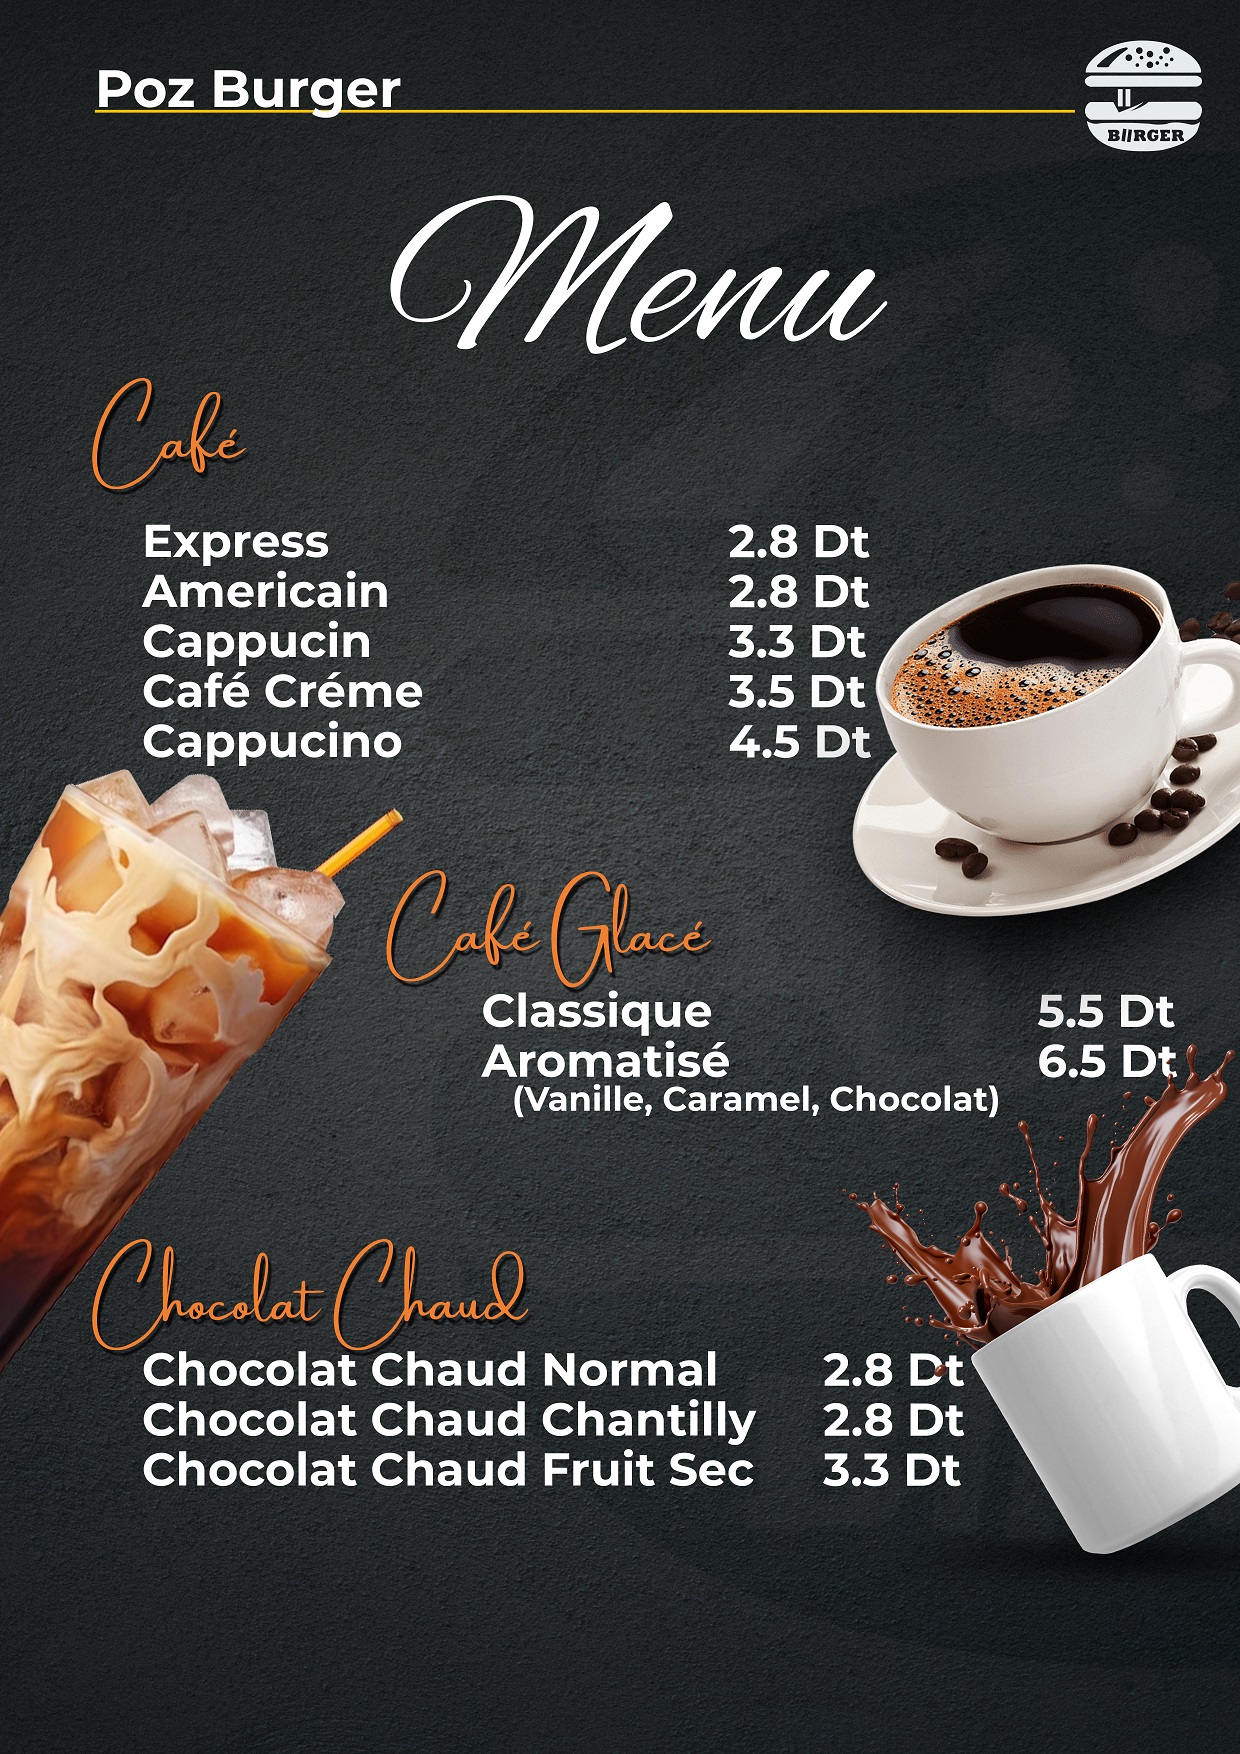 Poz Burger
BIIRGER
Menu
Café
Express 2.8 Dt
Americain 2.8 Dt
Cappucin 3.3 Dt
Café Créme 3.5 Dt
Cappucino 4.5 Dt
Café Glacé
Classique 5.5 Dt
Aromatisé 6.5 Dt
(Vanille, Caramel, Chocolat)
Chocolat Chaud
Chocolat Chaud Normal 2.8 Dt
Chocolat Chaud Chantilly 2.8 Dt
Chocolat Chaud Fruit Sec 3.3 Dt